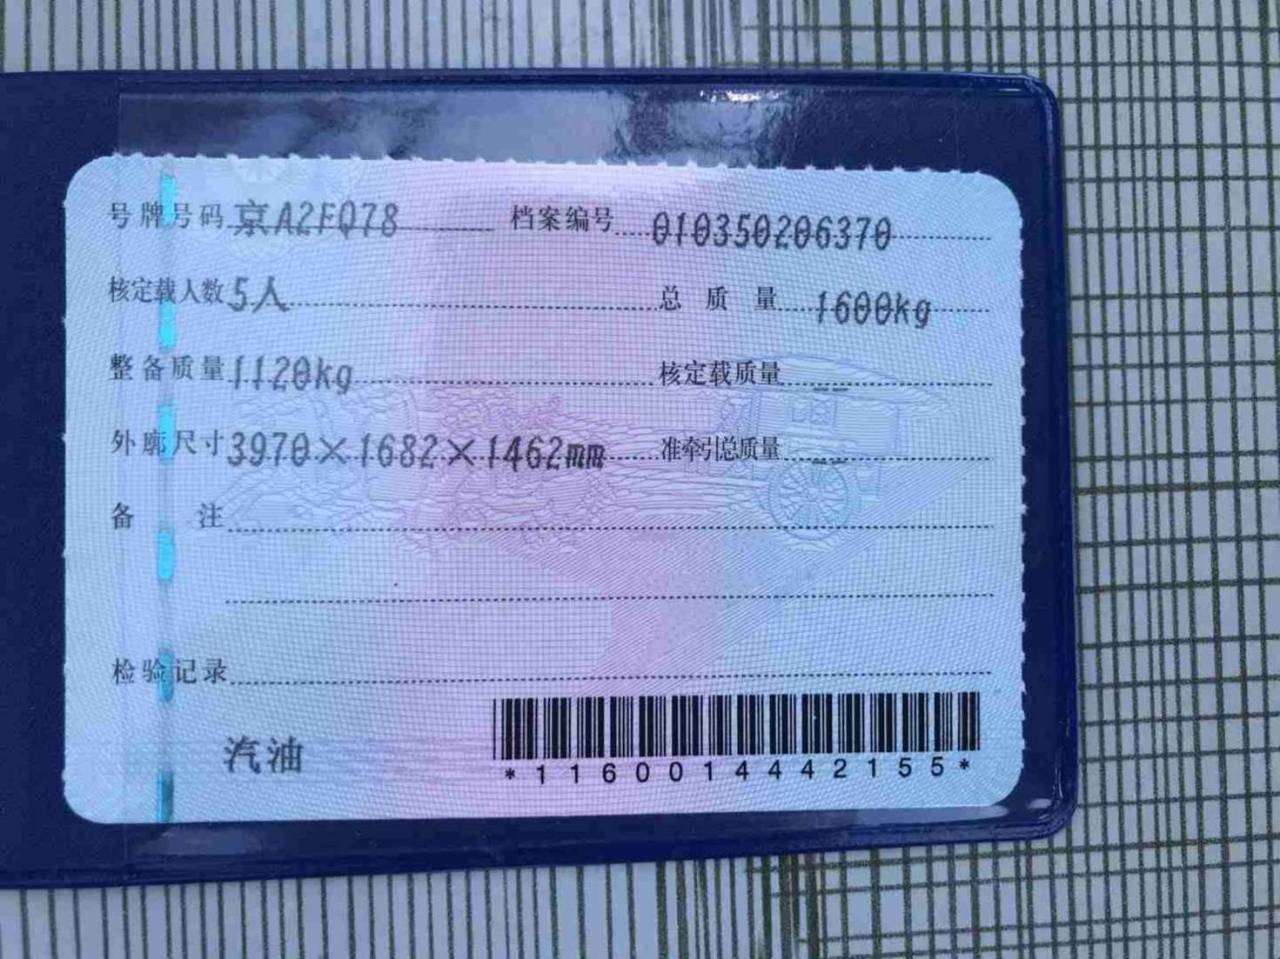 号牌号码 京A2FQ78 档案编号 010350206370
核定载人数 5人 总质量 1600kg
整备质量 1120kg 核定载质量 --
外廓尺寸 3970×1682×1462mm 准牵引总质量 --
备注
检验记录
汽油
*1160014442155*